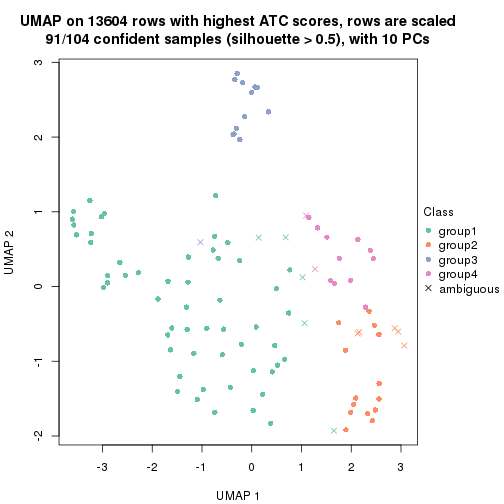 UMAP on 13604 rows with highest ATC scores, rows are scaled
91/104 confident samples (silhouette > 0.5), with 10 PCs
3
2
1
0
-1
-2
UMAP 2
-3
-2
-1
0
1
2
3
UMAP 1
Class
group1
group2
group3
group4
ambiguous